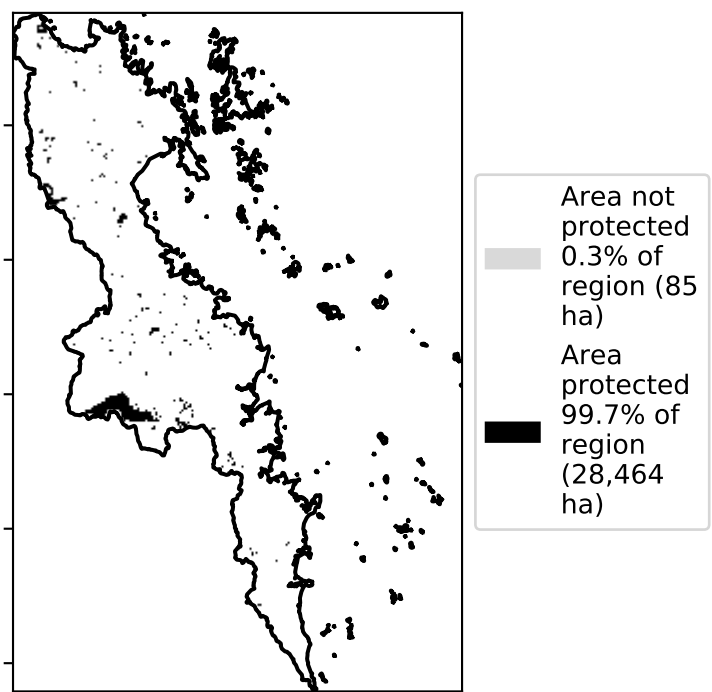 Area not
protected
0.3% of
region (85
ha)
Area
protected
99.7% of
region
(28,464
ha)